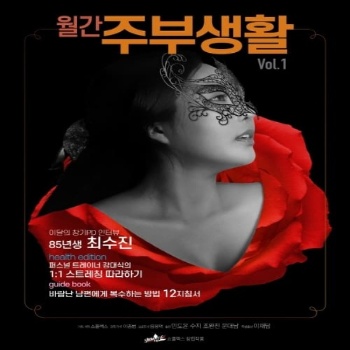 월간 주부생활
Vol.1
이달의 장기PD 인터뷰
85년생 최수진
health edition
퍼스널 트레이너 강대식의
1:1 스트레칭 따라하기
guide book
바람난 남편에게 복수하는 방법 12지침서